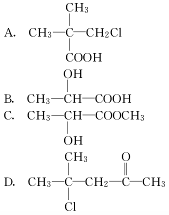 CH₃
A. CH₃—C—CH₂Cl
COOH
OH
B. CH₃—CH—COOH
C. CH₃—CH—COOCH₃
OH
CH₃ O
D. CH₃—C—CH₂—C—CH₃
Cl